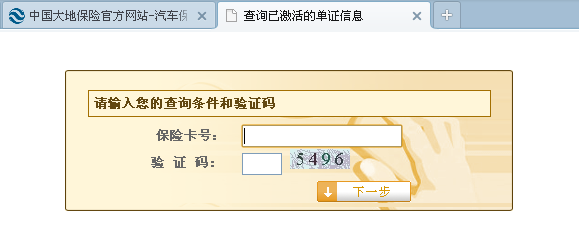 中国大地保险官方网站-汽车保
查询已激活的单证信息
请输入您的查询条件和验证码
保险卡号：
验 证 码： 5496
下一步